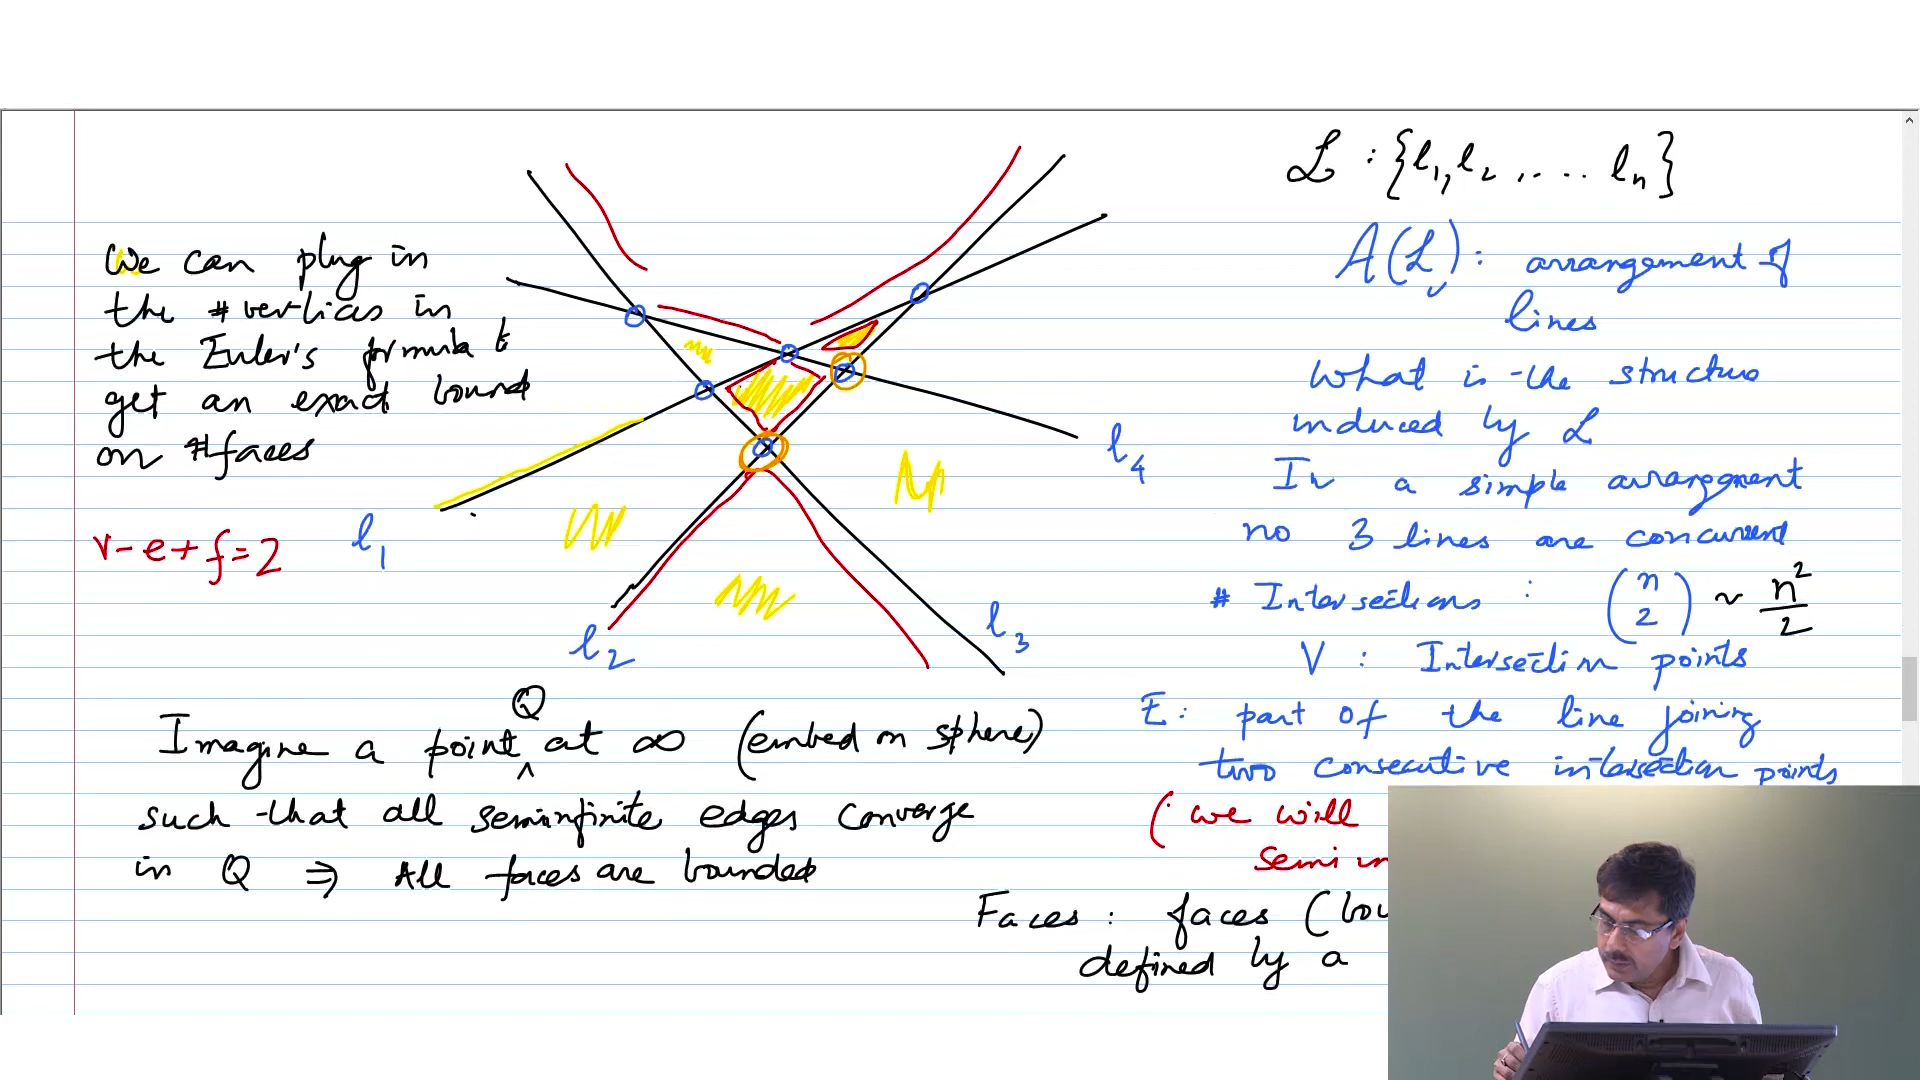 We can plug in
the # vertices in
the Euler's formula t
get an exact bound
on # faces
v - e + f = 2
l1
l2
l3
l4
Imagine a point Q at ∞ (embed on sphere)
such that all seminfinite edges converge
in Q ⇒ All faces are bounded
L : {l1, l2 , .... ln}
A(L) : arrangement of
lines
What is the structure
induced by L
In a simple arrangment
no 3 lines are concurrent
# Intersections : (n 2) ~ n²/2
V : Intersection points
E : part of the line joining
two consecutive intersection points
(we will
semi in
Faces : faces (bou
defined by a